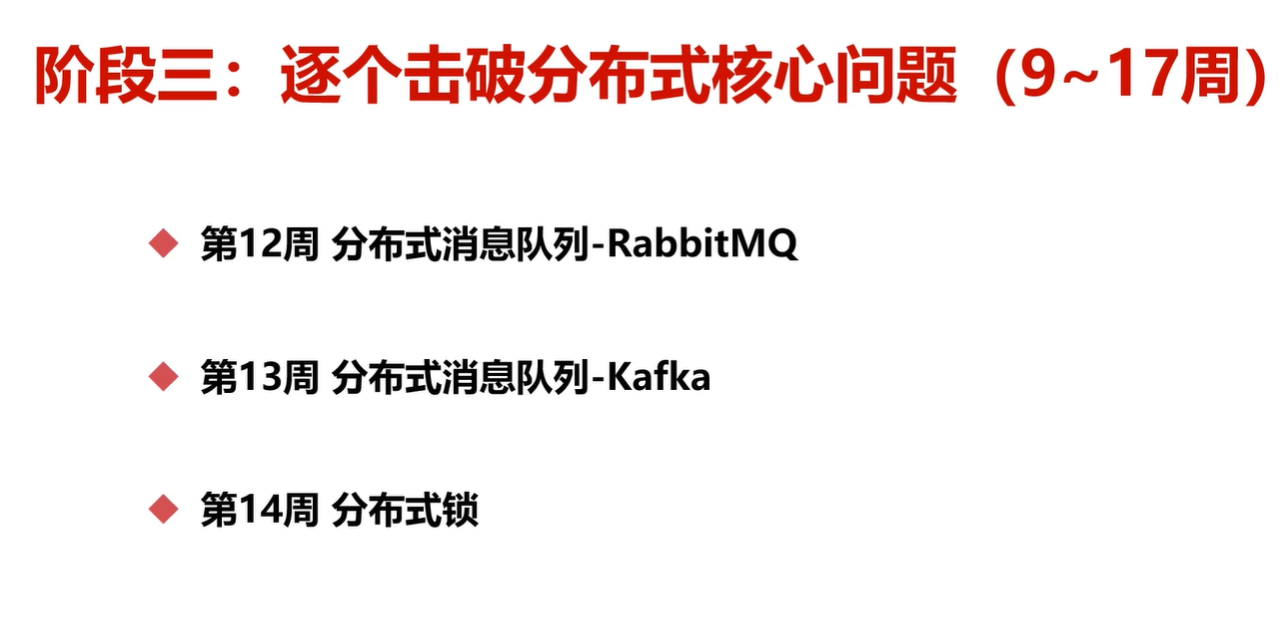 阶段三：逐个击破分布式核心问题（9~17周）
第12周 分布式消息队列-RabbitMQ
第13周 分布式消息队列-Kafka
第14周 分布式锁